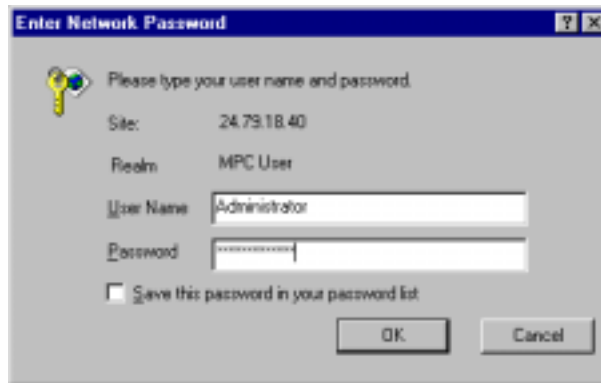 Enter Network Password
Please type your user name and password.
Site: 24.79.18.40
Realm MPC User
User Name Administrator
Password **************
Save this password in your password list
OK Cancel